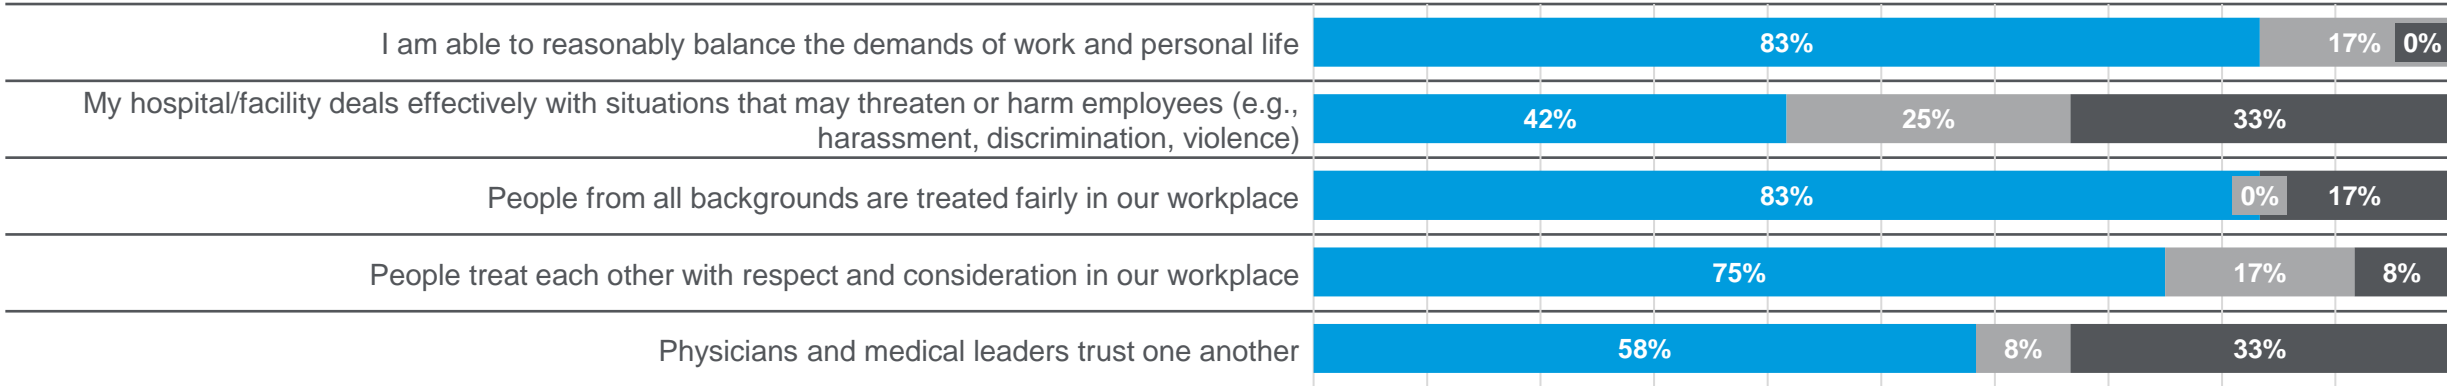 I am able to reasonably balance the demands of work and personal life 83% 17% 0%
My hospital/facility deals effectively with situations that may threaten or harm employees (e.g.,
harassment, discrimination, violence) 42% 25% 33%
People from all backgrounds are treated fairly in our workplace 83% 0% 17%
People treat each other with respect and consideration in our workplace 75% 17% 8%
Physicians and medical leaders trust one another 58% 8% 33%